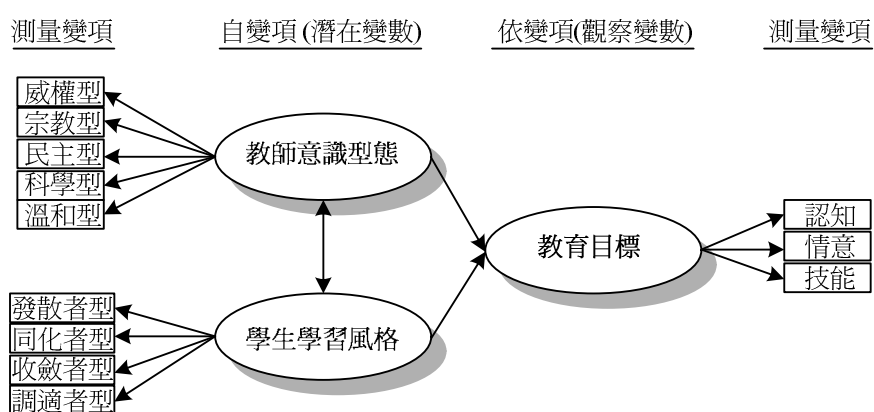 測量變項 自變項(潛在變數) 依變項(觀察變數) 測量變項
威權型
宗教型
民主型
科學型
溫和型
教師意識型態
教育目標
認知
情意
技能
學生學習風格
發散者型
同化者型
收斂者型
調適者型